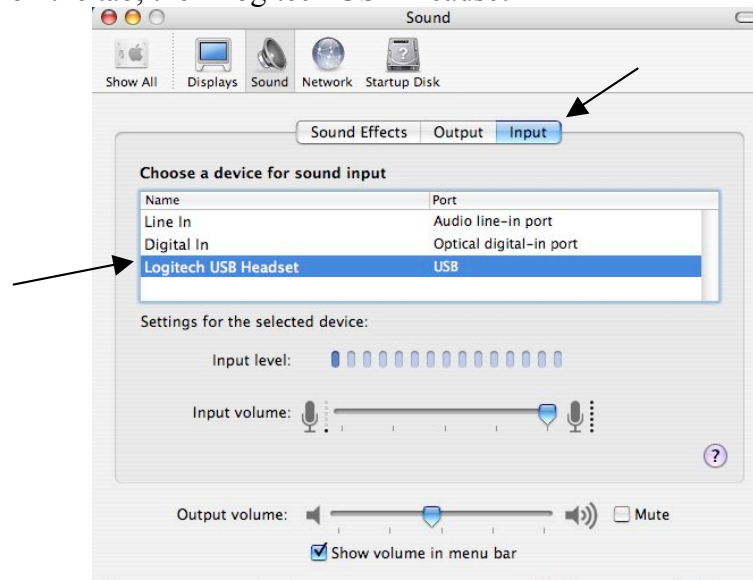 Sound
Show All Displays Sound Network Startup Disk
Sound Effects Output Input
Choose a device for sound input
Name Port
Line In Audio line-in port
Digital In Optical digital-in port
Logitech USB Headset USB
Settings for the selected device:
Input level:
Input volume:
?
Output volume: Mute
Show volume in menu bar